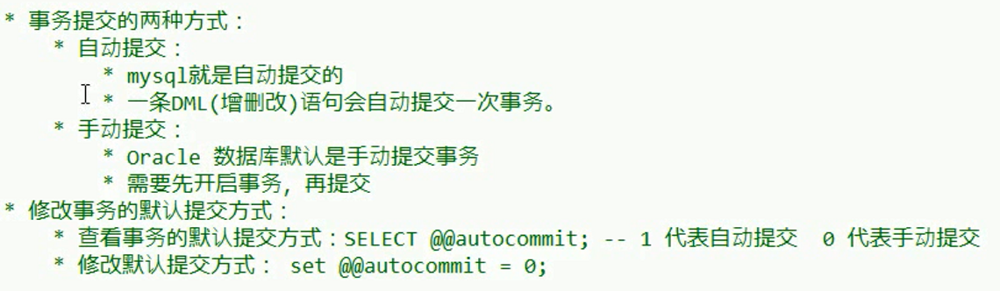 * 事务提交的两种方式：
* 自动提交：
* mysql就是自动提交的
* 一条DML(增删改)语句会自动提交一次事务。
* 手动提交：
* Oracle 数据库默认是手动提交事务
* 需要先开启事务，再提交
* 修改事务的默认提交方式：
* 查看事务的默认提交方式：SELECT @@autocommit; -- 1 代表自动提交  0 代表手动提交
* 修改默认提交方式： set @@autocommit = 0;